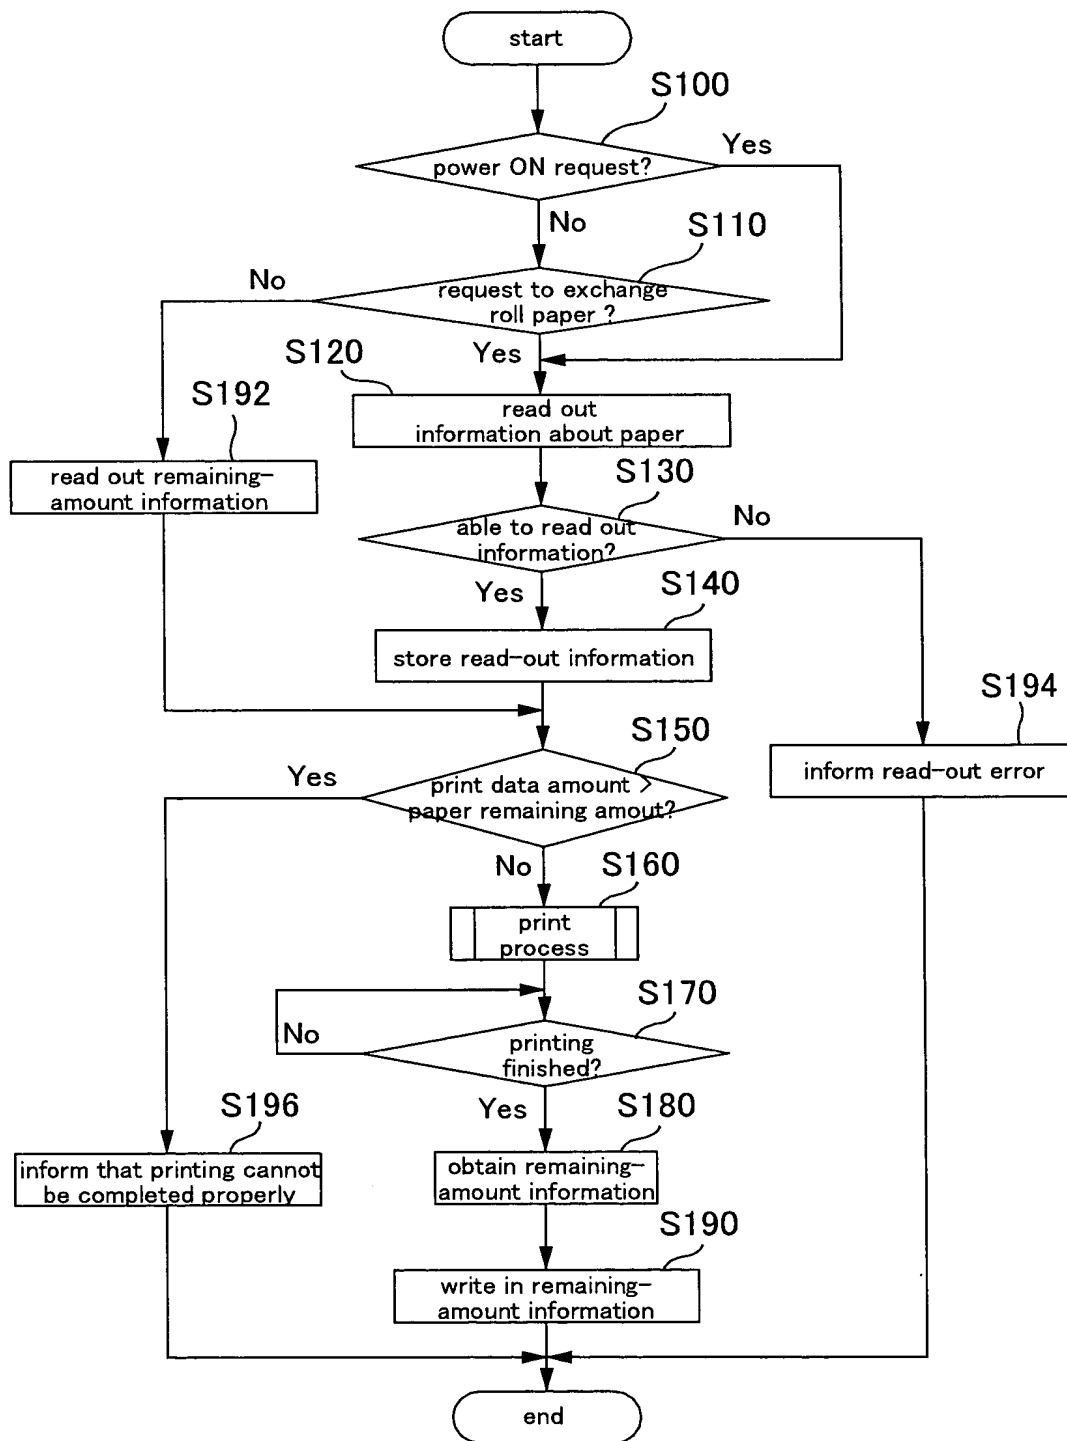 start
S100
Yes
power ON request?
No
S110
No
request to exchange
roll paper ?
S120
Yes
S192
read out
information about paper
read out remaining-
amount information
S130
No
able to read out
information?
Yes
S140
store read-out information
S194
S150
Yes
print data amount >
paper remaining amout?
inform read-out error
No
S160
print
process
S170
No
printing
finished?
Yes
S180
S196
inform that printing cannot
be completed properly
obtain remaining-
amount information
S190
write in remaining-
amount information
end